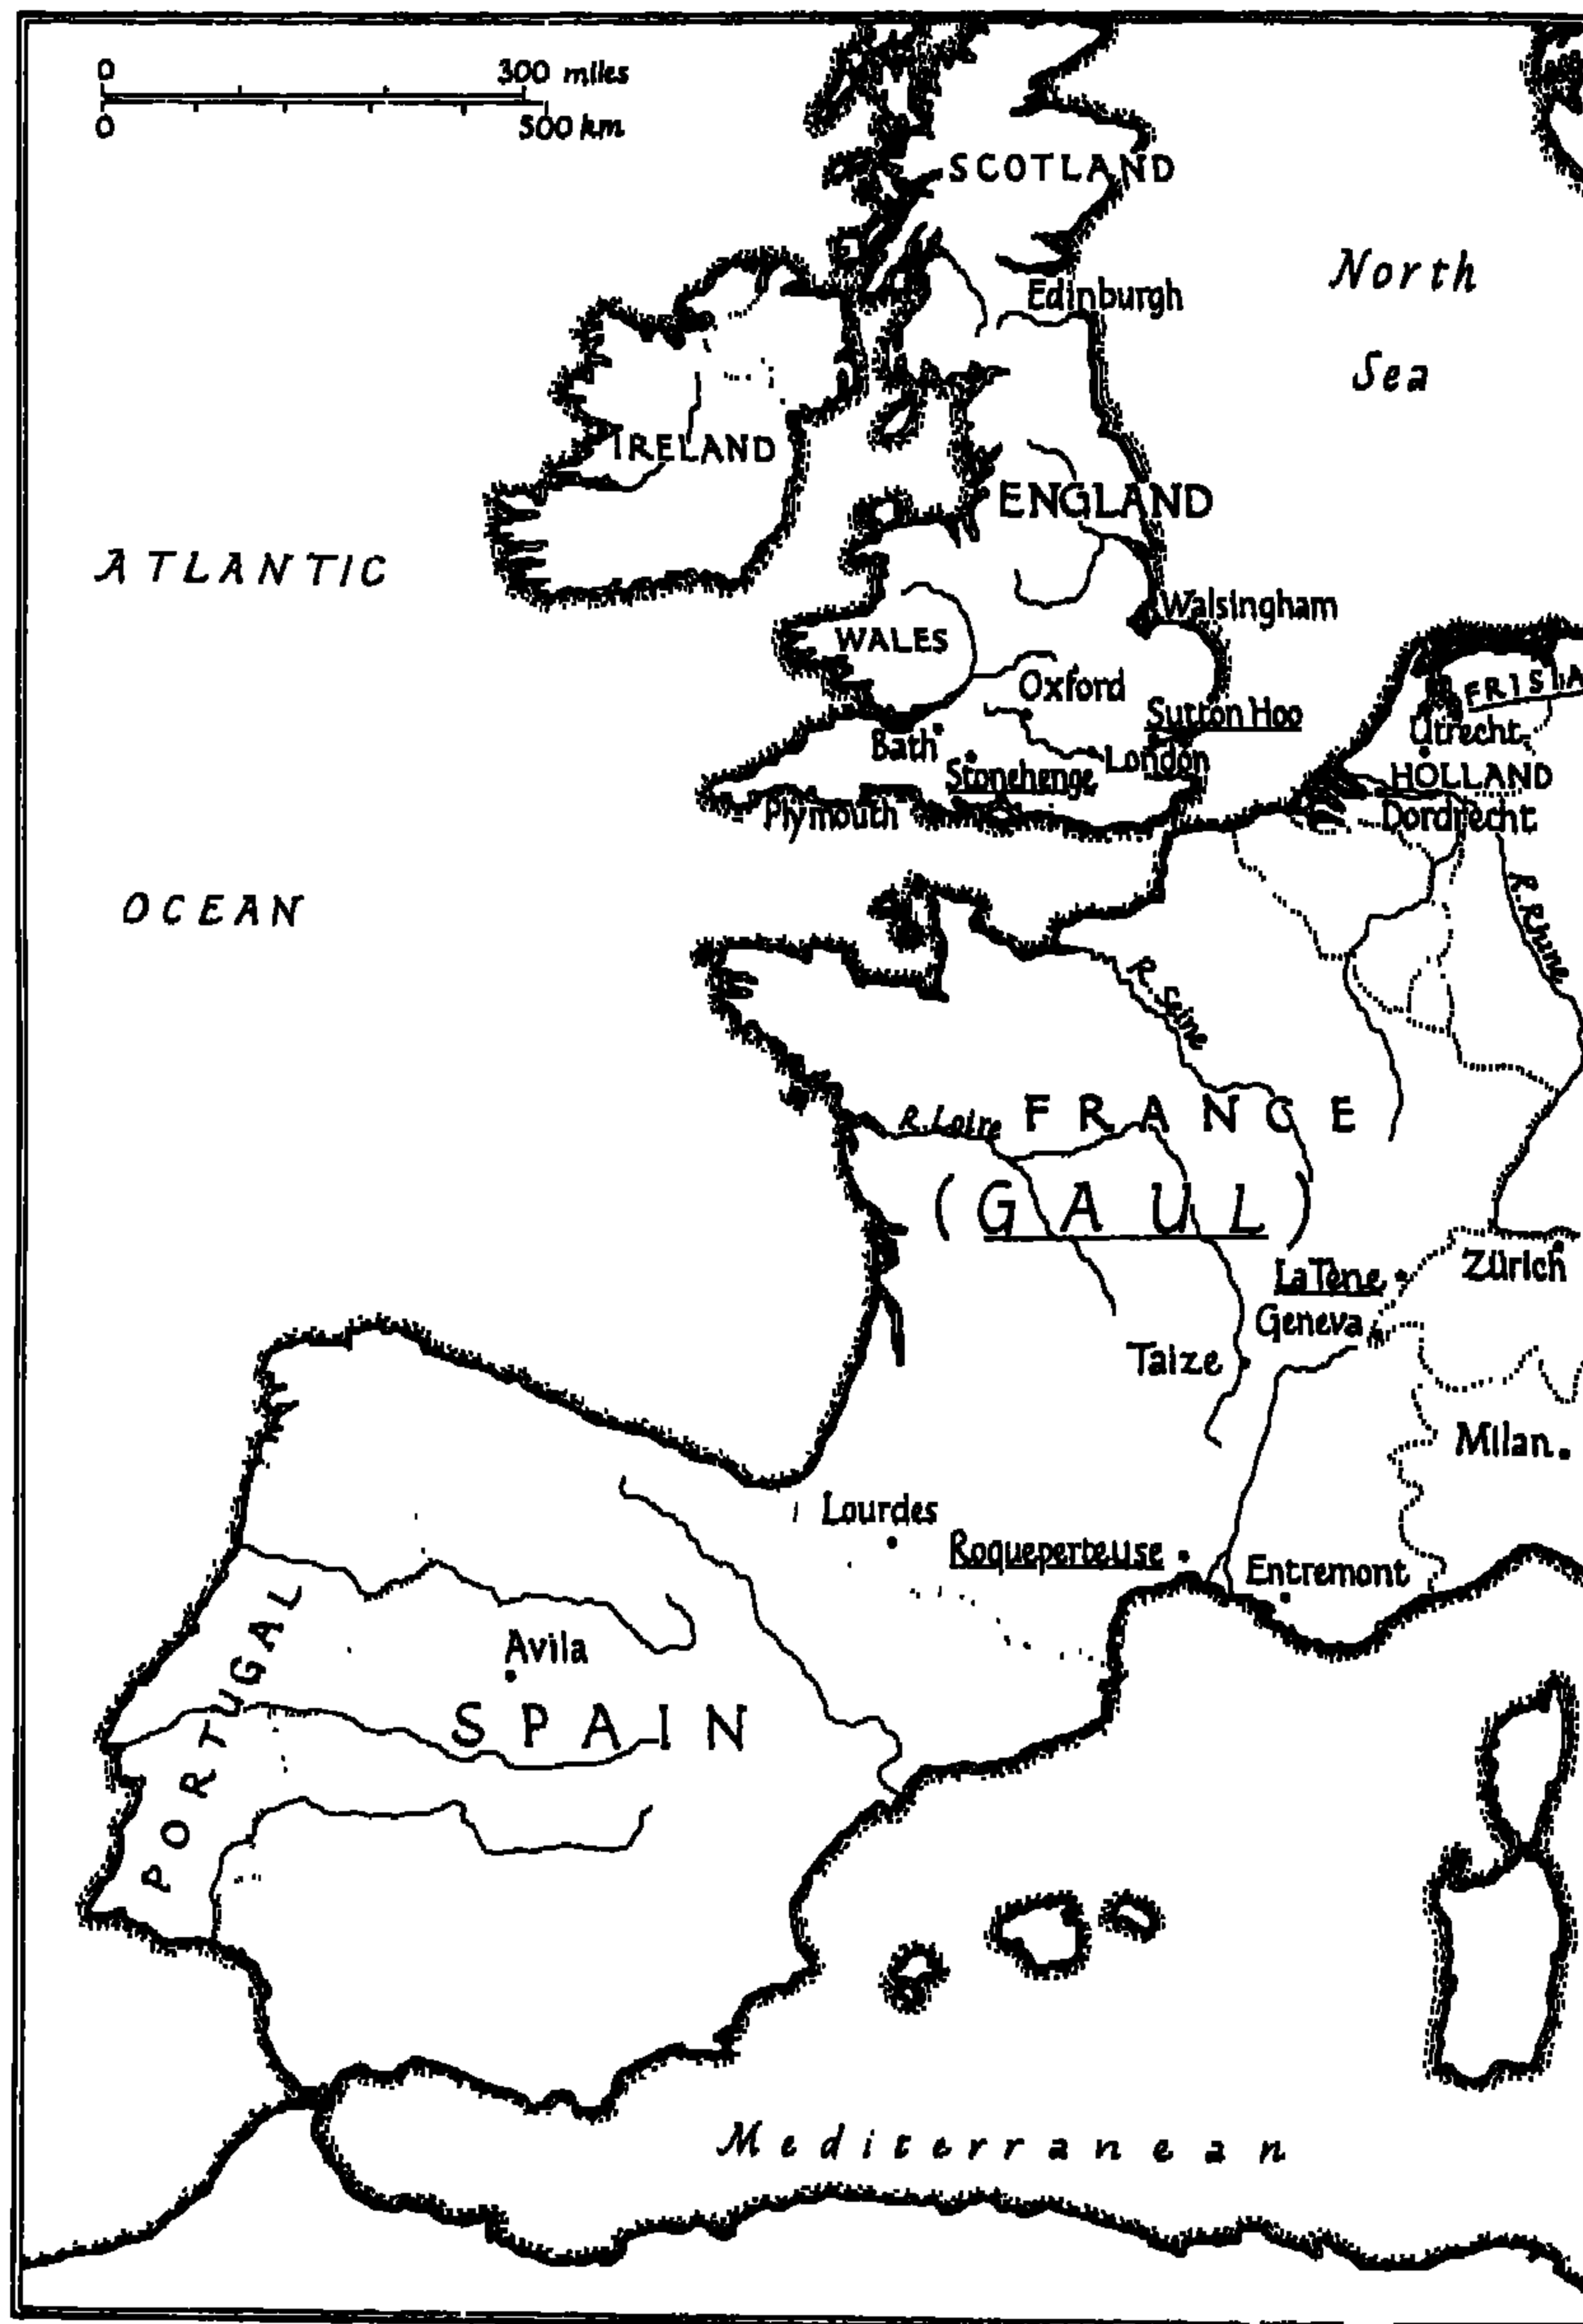 0 300 miles
0 500 km
SCOTLAND
North
Sea
Edinburgh
IRELAND
ENGLAND
ATLANTIC
Walsingham
WALES
Oxford
FRISIA
Sutton Hoo
Utrecht
Bath
London
Stonehenge
HOLLAND
Plymouth
Dordrecht
OCEAN
R. Rhine
R. Seine
R. Loire
FRANCE
(GAUL)
La Tène
Zürich
Geneva
Taize
Milan
Lourdes
Roqueperteuse
Entremont
PORTUGAL
Avila
SPAIN
Mediterranean